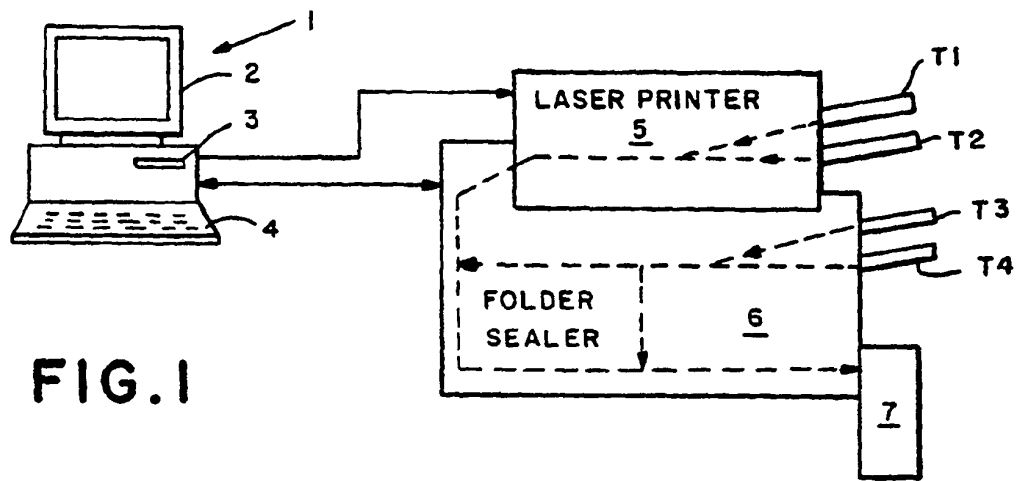 1
2
3
4
LASER PRINTER
5
T1
T2
T3
T4
FOLDER
SEALER
6
7
FIG.1